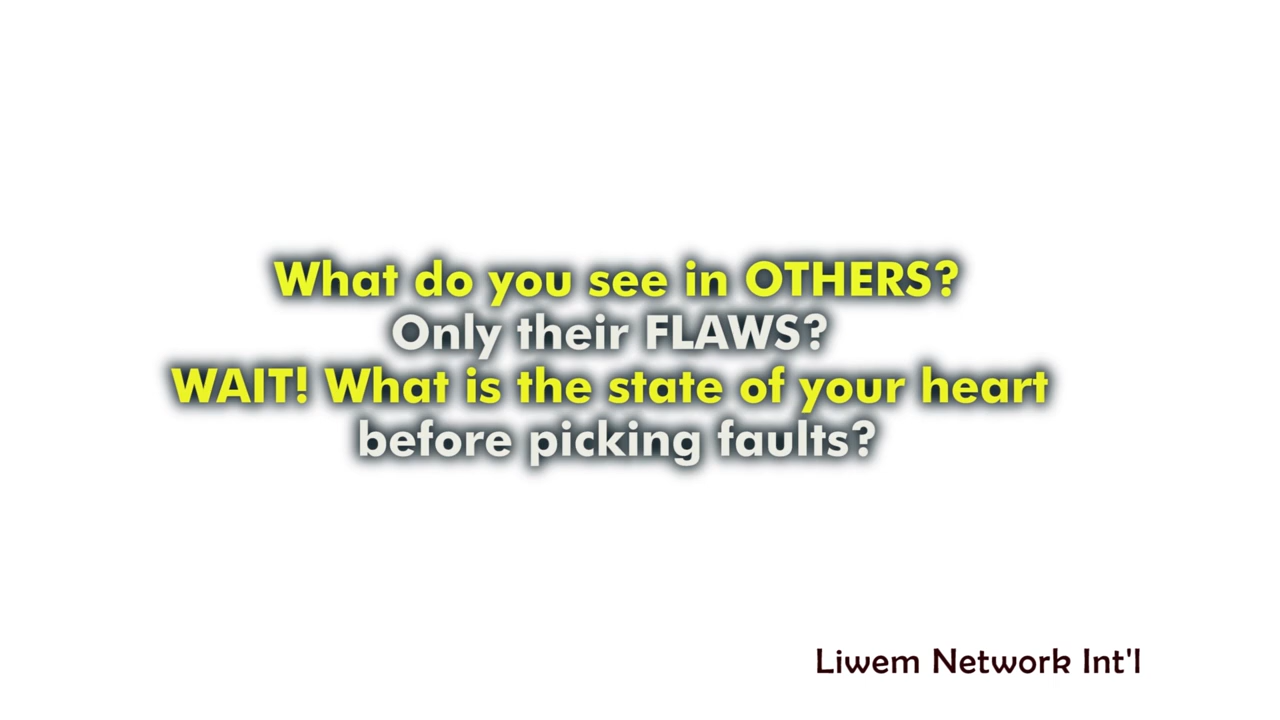 What do you see in OTHERS?
Only their FLAWS?
WAIT! What is the state of your heart
before picking faults?
Liwem Network Int'l